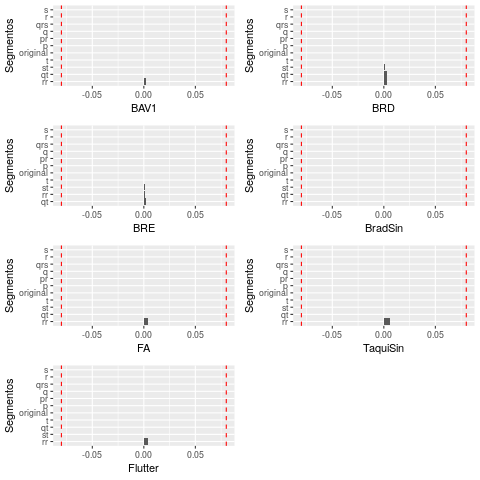 Segmentos
s
r
qrs
q
pr
p
original
t
st
qt
rr
-0.05 0.00 0.05
BAV1
Segmentos
s
r
qrs
q
pr
p
original
t
st
qt
rr
-0.05 0.00 0.05
BRD
Segmentos
s
r
qrs
q
pr
p
original
t
st
rr
qt
-0.05 0.00 0.05
BRE
Segmentos
s
r
qrs
q
pr
p
original
t
st
rr
qt
-0.05 0.00 0.05
BradSin
Segmentos
s
r
qrs
q
pr
p
original
t
st
qt
rr
-0.05 0.00 0.05
FA
Segmentos
s
r
qrs
q
pr
p
original
t
st
qt
rr
-0.05 0.00 0.05
TaquiSin
Segmentos
s
r
qrs
q
pr
p
original
t
qt
st
rr
-0.05 0.00 0.05
Flutter